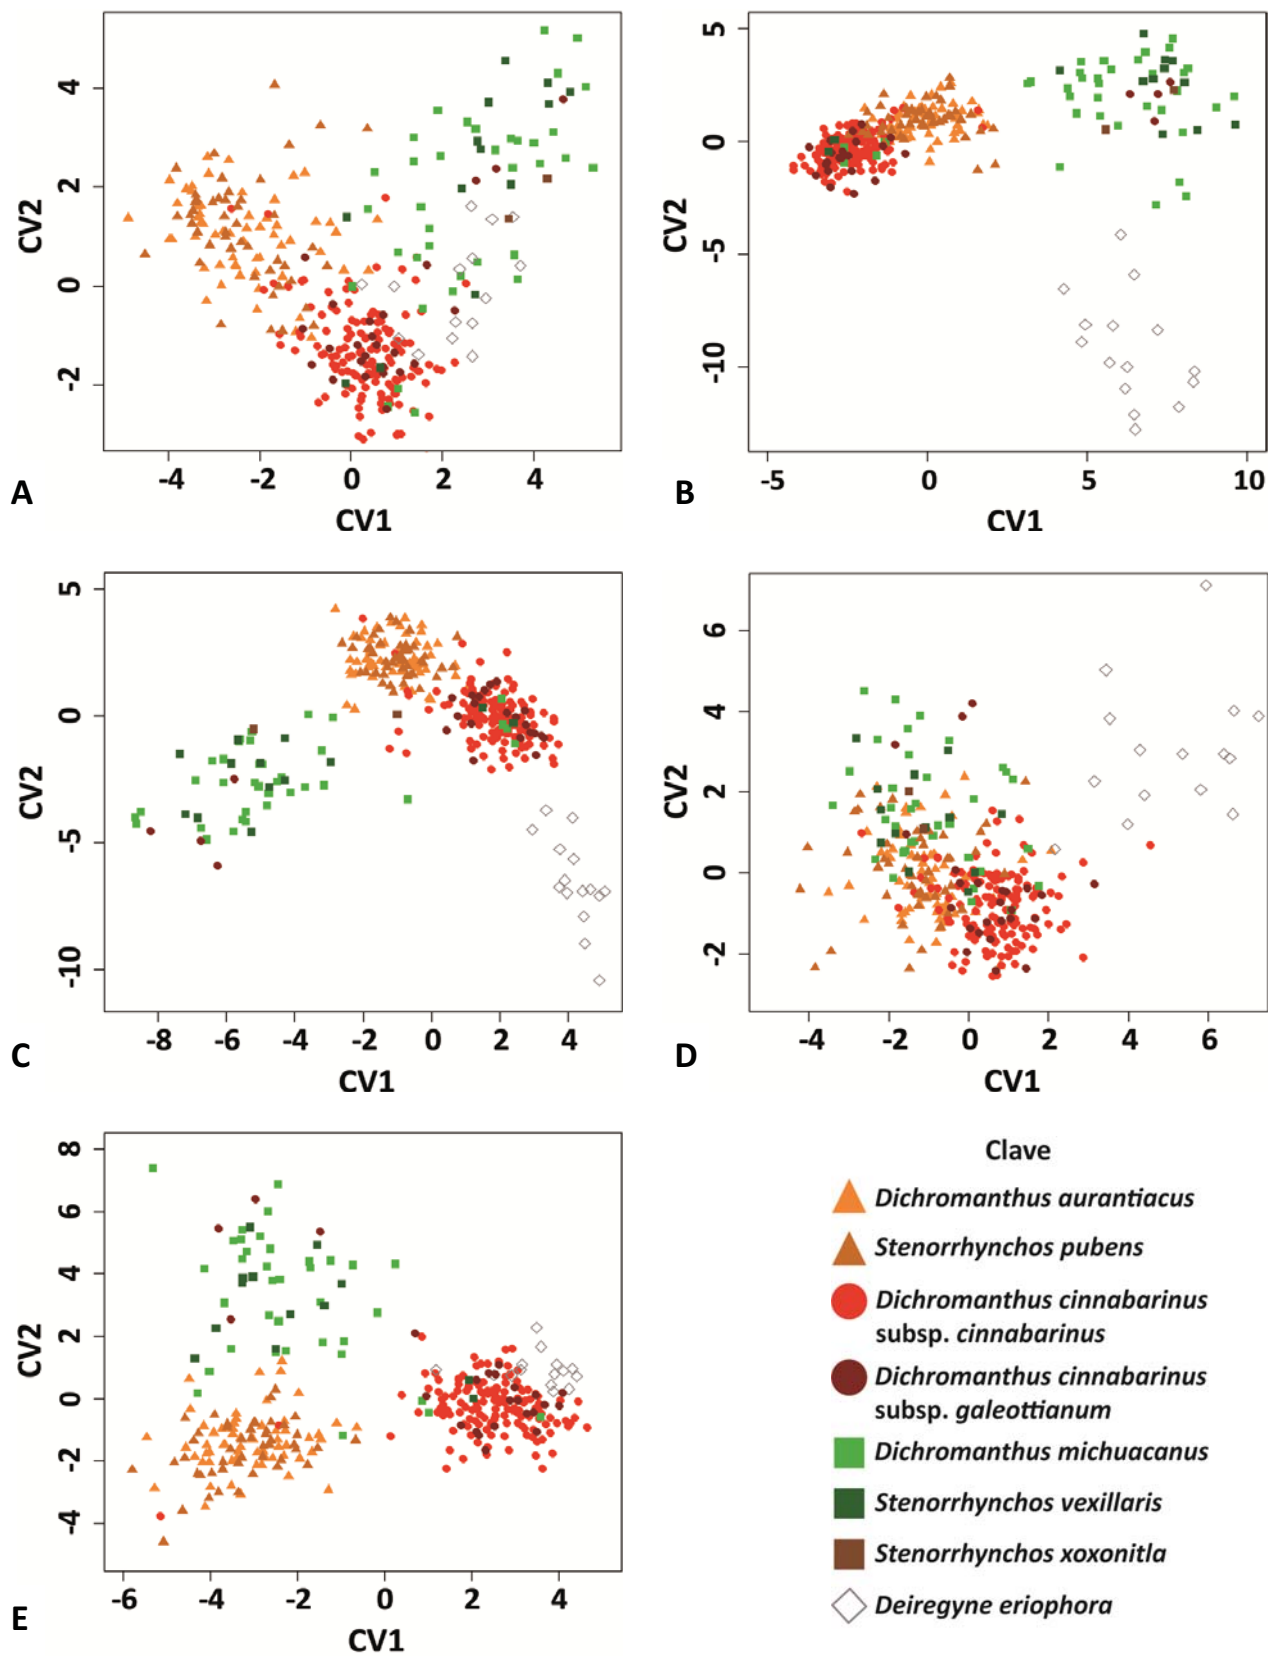 4
2
0
-2
CV2
-4 -2 0 2 4
CV1
A
5
0
-5
-10
CV2
-5 0 5 10
CV1
B
5
0
-5
-10
CV2
-8 -6 -4 -2 0 2 4
CV1
C
6
4
2
0
-2
CV2
-4 -2 0 2 4 6
CV1
D
8
6
4
2
0
-2
-4
CV2
-6 -4 -2 0 2 4
CV1
E
Clave
Dichromanthus aurantiacus
Stenorrhynchos pubens
Dichromanthus cinnabarinus
subsp. cinnabarinus
Dichromanthus cinnabarinus
subsp. galeottianum
Dichromanthus michuacanus
Stenorrhynchos vexillaris
Stenorrhynchos xoxonitla
Deiregyne eriophora